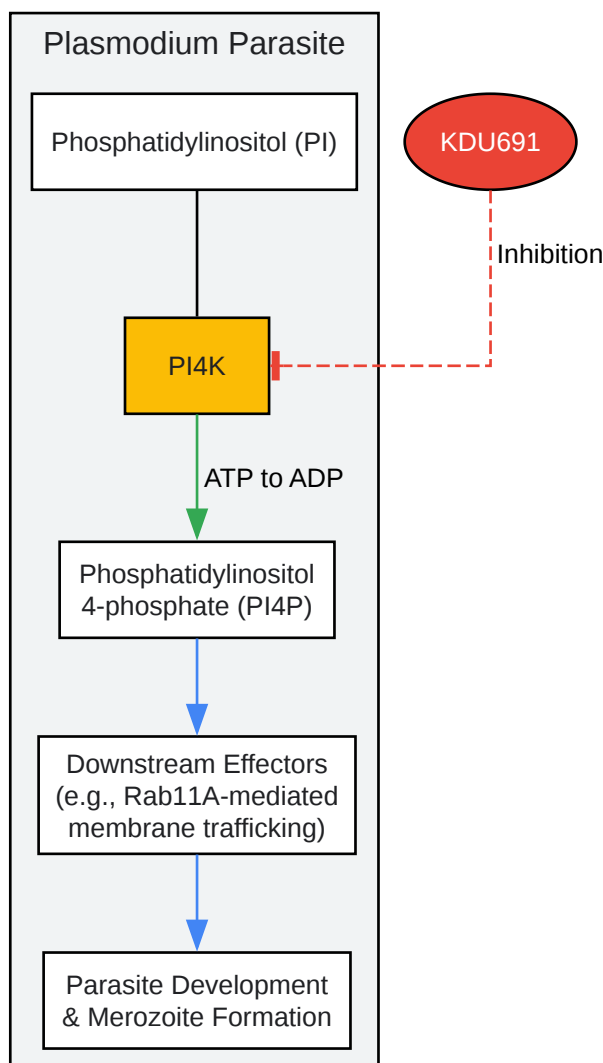 Plasmodium Parasite
Phosphatidylinositol (PI)
KDU691
Inhibition
PI4K
ATP to ADP
Phosphatidylinositol
4-phosphate (PI4P)
Downstream Effectors
(e.g., Rab11A-mediated
membrane trafficking)
Parasite Development
& Merozoite Formation